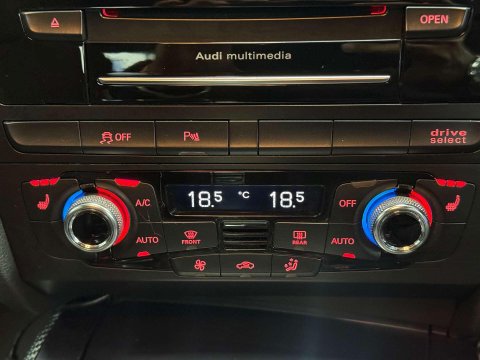 OPEN
Audi multimedia
OFF
P
drive
select
A/C
18.5 °C 18.5
OFF
AUTO
FRONT
REAR
AUTO